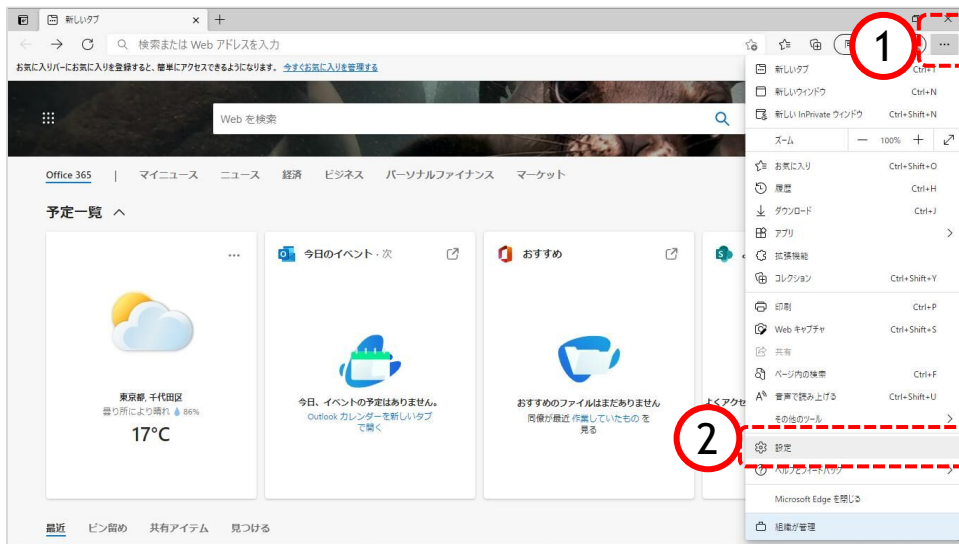 新しいタブ
検索または Web アドレスを入力
1
お気に入りバーにお気に入りを登録すると、簡単にアクセスできるようになります。 今すぐお気に入りを管理する
Web を検索
Office 365 | マイニュース ニュース 経済 ビジネス パーソナルファイナンス マーケット
予定一覧
東京都, 千代田区
曇り所により晴れ 86%
17°C
今日のイベント・次
今日、イベントの予定はありません。
Outlook カレンダーを新しいタブ
で開く
おすすめ
おすすめのファイルはまだありません
同僚が最近 作業していたもの を
見る
よくアクセ
最近 ピン留め 共有アイテム 見つける
新しいタブ Ctrl+T
新しいウィンドウ Ctrl+N
新しい InPrivate ウィンドウ Ctrl+Shift+N
ズーム 100%
お気に入り Ctrl+Shift+O
履歴 Ctrl+H
ダウンロード Ctrl+J
アプリ
拡張機能
コレクション Ctrl+Shift+Y
印刷 Ctrl+P
Web キャプチャ Ctrl+Shift+S
共有
ページ内の検索 Ctrl+F
音声で読み上げる Ctrl+Shift+U
その他のツール
2
設定
ヘルプとフィードバック
Microsoft Edge を閉じる
組織が管理